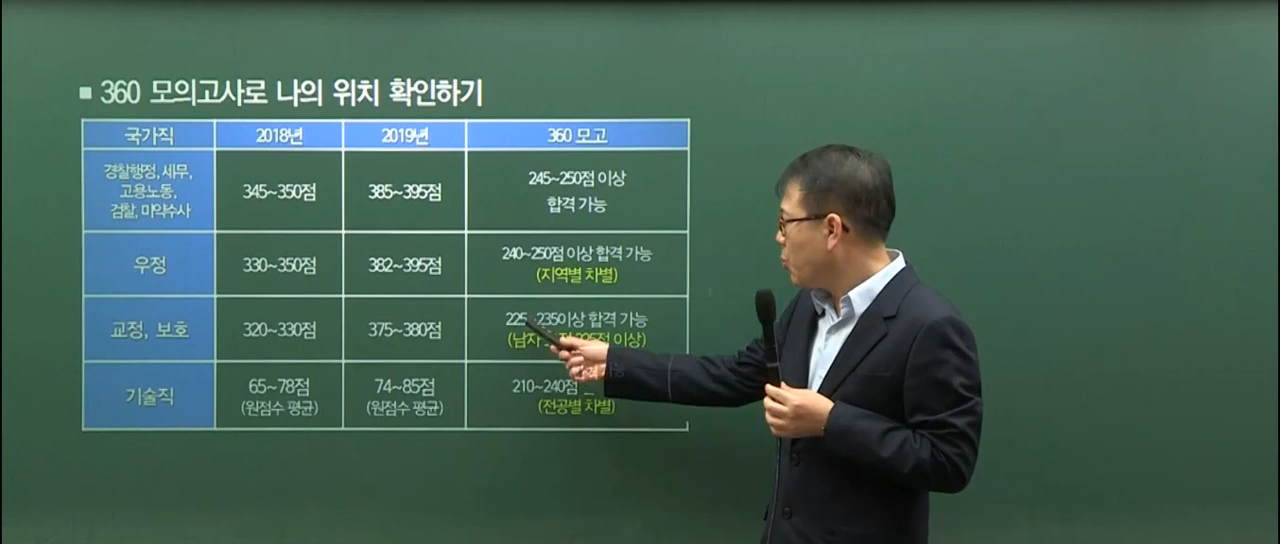 360 모의고사로 나의 위치 확인하기
국가직 2018년 2019년 360 모고
경찰행정, 세무,
고용노동,
검찰, 마약수사
345~350점 385~395점
245~250점 이상
합격 가능
우정 330~350점 382~395점
240~250점 이상 합격 가능
(지역별 차별)
교정, 보호 320~330점 375~380점
235이상 합격 가능
이상)
기술직
65~78점
(원점수 평균)
74~85점
(원점수 평균)
210~240점
(전공별 차별)